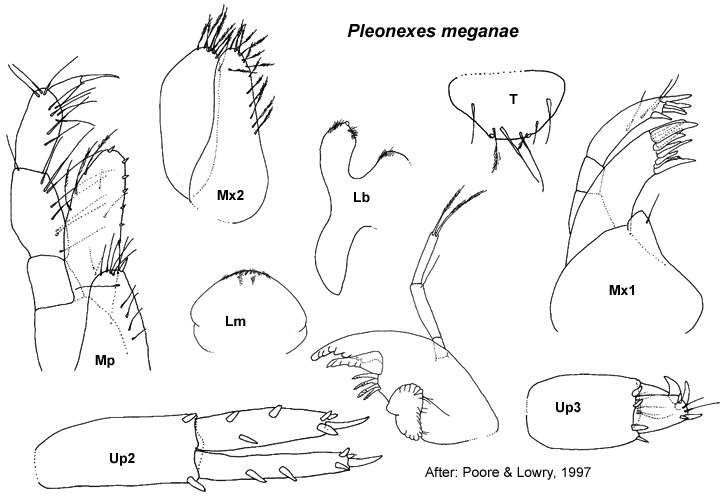 Pleonexes meganae
T
Mx2
Lb
Mx1
Lm
Mp
Up3
Up2
After: Poore & Lowry, 1997